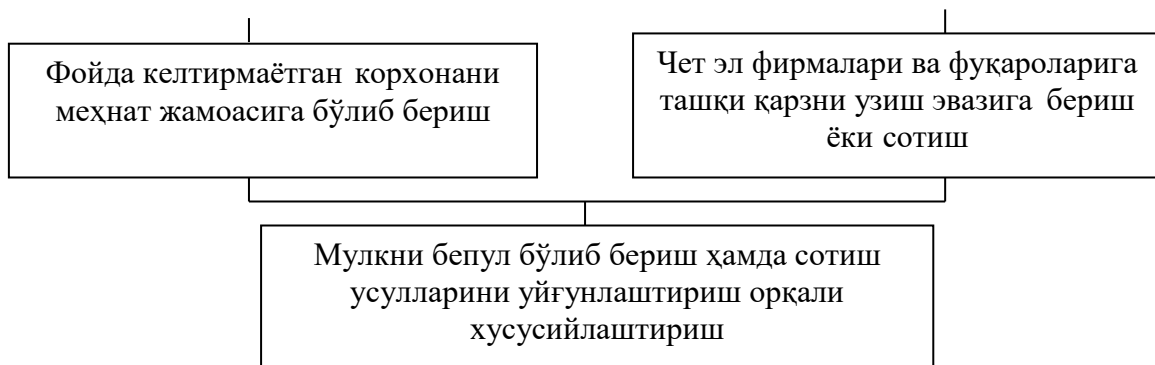 Фойда келтирмаётган корхонани
меҳнат жамоасига бўлиб бериш
Чет эл фирмалари ва фуқароларига
ташқи қарзни узиш эвазига бериш
ёки сотиш
Мулкни бепул бўлиб бериш ҳамда сотиш
усулларини уйғунлаштириш орқали
хусусийлаштириш